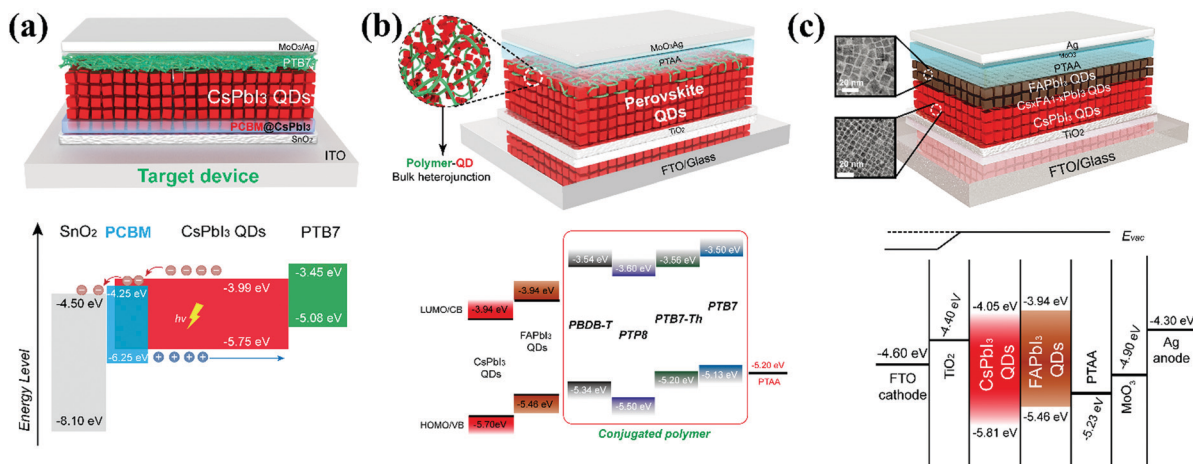 (a)
MoO₃/Ag
PTB7
CsPbI₃ QDs
PCBM@CsPbI₃
SnO₂
ITO
Target device
Energy Level
SnO₂ PCBM CsPbI₃ QDs PTB7
-4.50 eV
-8.10 eV
-4.25 eV
-6.25 eV
-3.99 eV
hv
-5.75 eV
-3.45 eV
-5.08 eV
(b)
MoO₃Ag
PTAA
Perovskite
QDs
TiO₂
FTO/Glass
Polymer-QD
Bulk heterojunction
LUMO/CB
HOMO/VB
-3.94 eV
CsPbI₃
QDs
-5.70eV
-3.94 eV
FAPbI₃
QDs
-5.46 eV
-3.54 eV
PBDB-T
-5.34 eV
-3.60 eV
PTP8
-5.50 eV
-3.56 eV
PTB7-Th
-5.20 eV
-3.50 eV
PTB7
-5.13 eV
-5.20 eV
PTAA
Conjugated polymer
(c)
20 nm
20 nm
Ag
MoO₃
PTAA
FAPbI₃ QDs
CsxFA1-xPbI₃ QDs
CsPbI₃ QDs
TiO₂
FTO/Glass
Evac
-4.60 eV
FTO
cathode
-4.40 eV
TiO₂
-4.05 eV
CsPbI₃
QDs
-5.81 eV
-3.94 eV
FAPbI₃
QDs
-5.46 eV
PTAA
-5.23 eV
-4.90 eV
MoO₃
-4.30 eV
Ag
anode